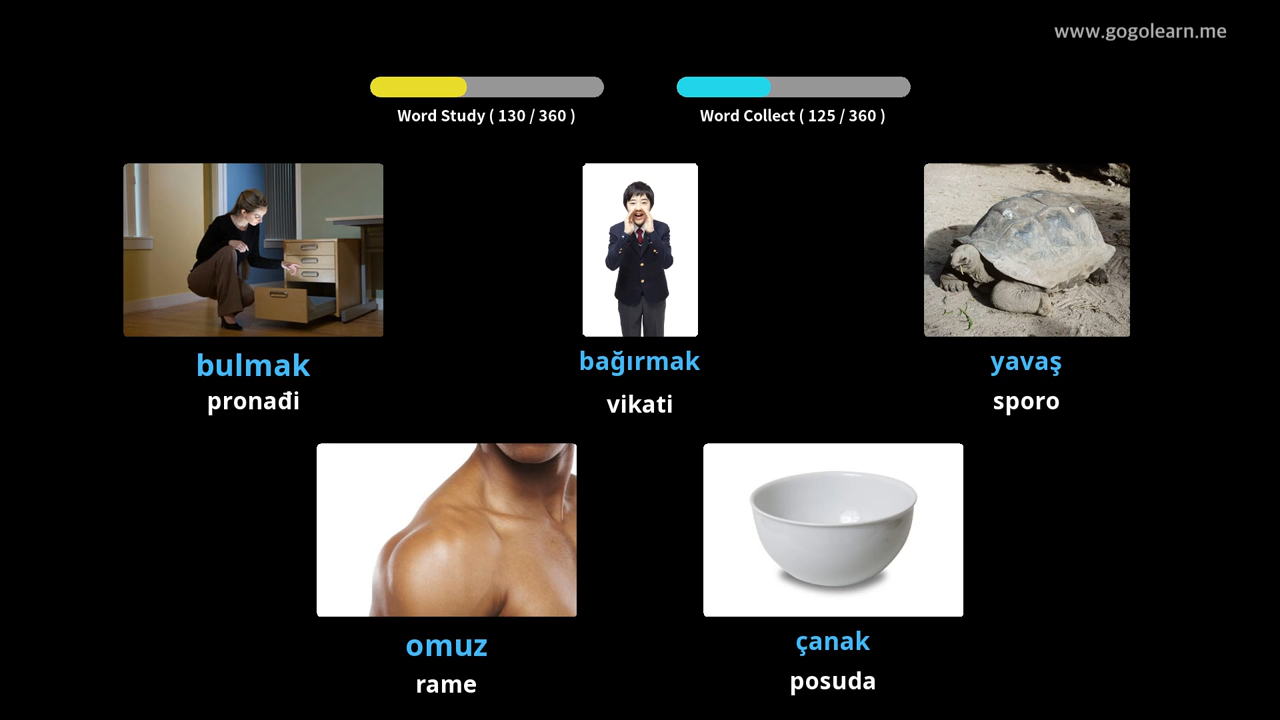 www.gogolearn.me
Word Study ( 130 / 360 )
Word Collect ( 125 / 360 )
bulmak
pronađi
bağırmak
vikati
yavaş
sporo
omuz
rame
çanak
posuda